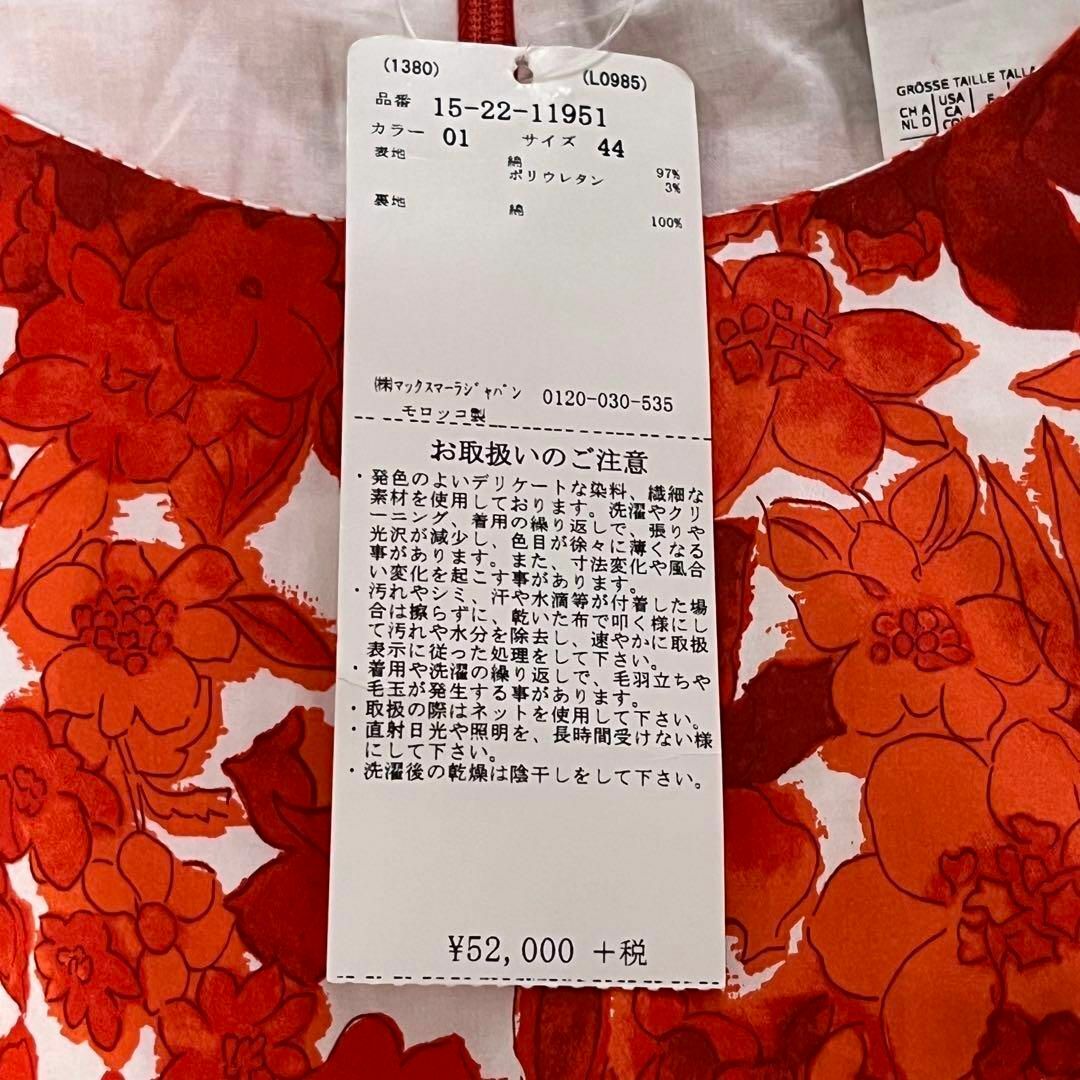 (1380) (L0985)
品番 15-22-11951
カラー 01 サイズ 44
表地 綿 97%
ポリウレタン 3%
裏地 綿 100%
㈱マックスマーラジャパン 0120-030-535
モロッコ製
お取扱いのご注意
・発色のよいデリケートな染料、繊細な
素材を使用しております。洗濯やクリ
ーニング、着用の繰り返しで、張りや
光沢が減少し、色目が徐々に薄くなる
事があります。また、寸法変化や風合
い変化を起こす事があります。
・汚れやシミ、汗や水滴等が付着した場
合は擦らずに、乾いた布で叩く様にし
て汚れや水分を除去し、速やかに取扱
表示に従った処理をして下さい。
・着用や洗濯の繰り返しで、毛羽立ちや
毛玉が発生する事があります。
・取扱の際はネットを使用して下さい。
・直射日光や照明を、長時間受けない様
にして下さい。
・洗濯後の乾燥は陰干しをして下さい。
¥52,000 +税
GRÖSSE TAILLE TALLA
CH A USA
NL D CA